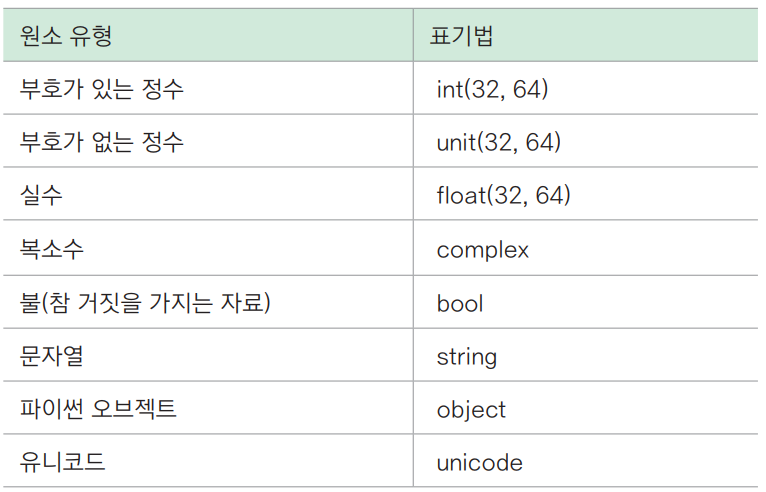 원소 유형 표기법
부호가 있는 정수 int(32, 64)
부호가 없는 정수 unit(32, 64)
실수 float(32, 64)
복소수 complex
불(참 거짓을 가지는 자료) bool
문자열 string
파이썬 오브젝트 object
유니코드 unicode